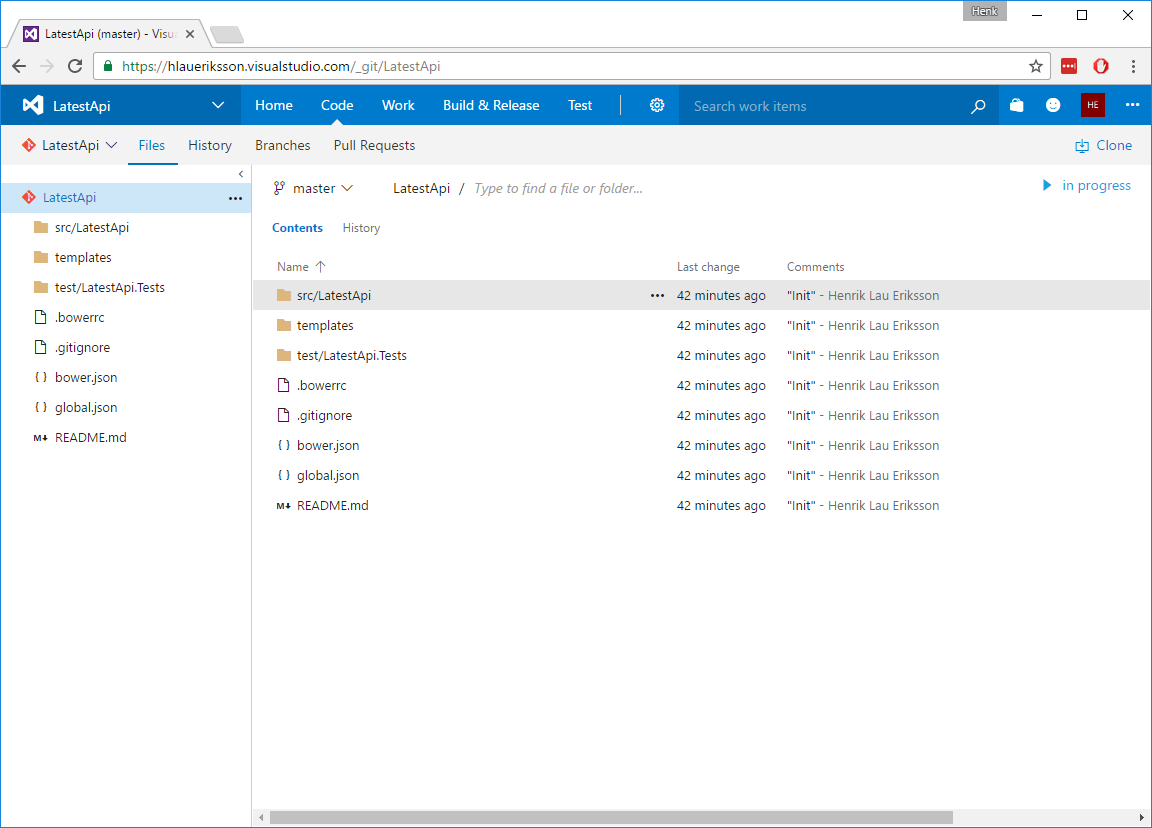 Henk
LatestApi (master) - Visu
https://hlaueriksson.visualstudio.com/_git/LatestApi
LatestApi Home Code Work Build & Release Test Search work items HE
LatestApi Files History Branches Pull Requests Clone
LatestApi
src/LatestApi
templates
test/LatestApi.Tests
.bowerrc
.gitignore
{ } bower.json
{ } global.json
M README.md
master LatestApi / Type to find a file or folder... in progress
Contents History
Name Last change Comments
src/LatestApi 42 minutes ago "Init" - Henrik Lau Eriksson
templates 42 minutes ago "Init" - Henrik Lau Eriksson
test/LatestApi.Tests 42 minutes ago "Init" - Henrik Lau Eriksson
.bowerrc 42 minutes ago "Init" - Henrik Lau Eriksson
.gitignore 42 minutes ago "Init" - Henrik Lau Eriksson
{ } bower.json 42 minutes ago "Init" - Henrik Lau Eriksson
{ } global.json 42 minutes ago "Init" - Henrik Lau Eriksson
M README.md 42 minutes ago "Init" - Henrik Lau Eriksson